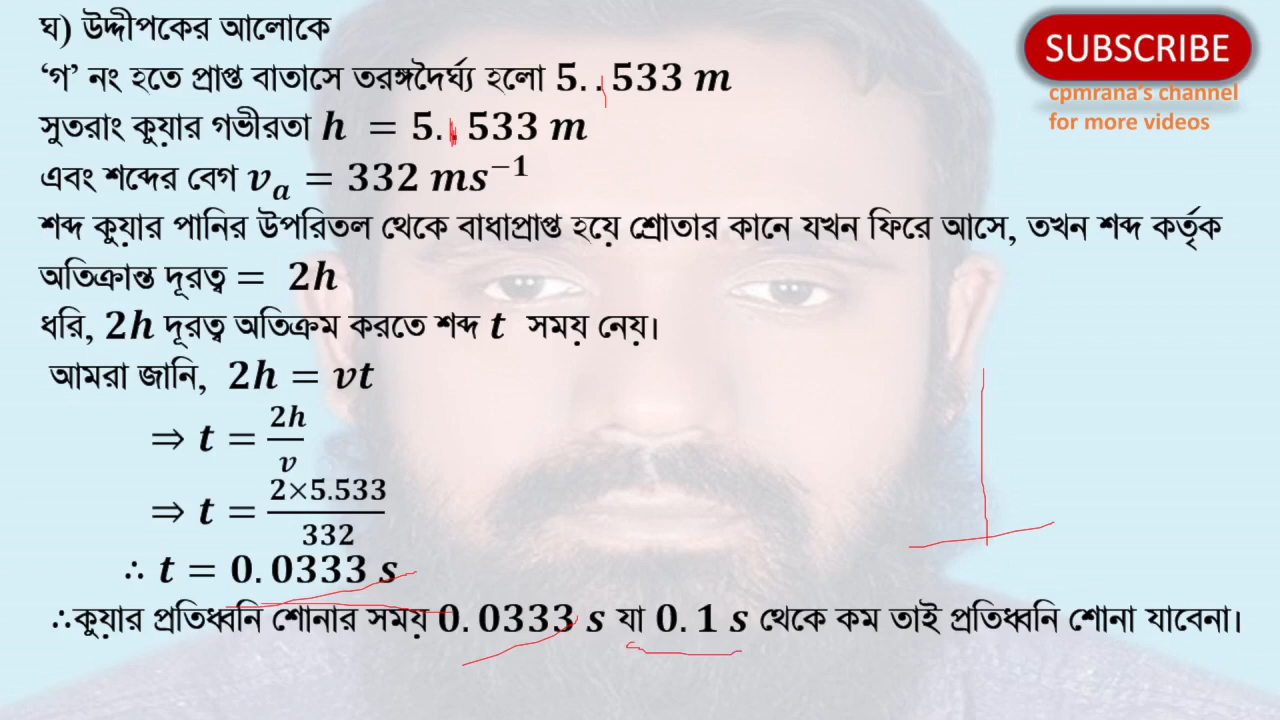 ঘ) উদ্দীপকের আলোকে
‘গ’ নং হতে প্রাপ্ত বাতাসে তরঙ্গদৈর্ঘ্য হলো 5..533 m
সুতরাং কুয়ার গভীরতা h = 5..533 m
এবং শব্দের বেগ vₐ = 332 ms⁻¹
শব্দ কুয়ার পানির উপরিতল থেকে বাধাপ্রাপ্ত হয়ে শ্রোতার কানে যখন ফিরে আসে, তখন শব্দ কর্তৃক
অতিক্রান্ত দূরত্ব = 2h
ধরি, 2h দূরত্ব অতিক্রম করতে শব্দ t সময় নেয়।
আমরা জানি, 2h = vt
⇒ t = 2h/v
⇒ t = 2×5.533/332
∴ t = 0.0333 s
∴কুয়ার প্রতিধ্বনি শোনার সময় 0.0333 s যা 0.1 s থেকে কম তাই প্রতিধ্বনি শোনা যাবেনা।
SUBSCRIBE
cpmrana's channel
for more videos